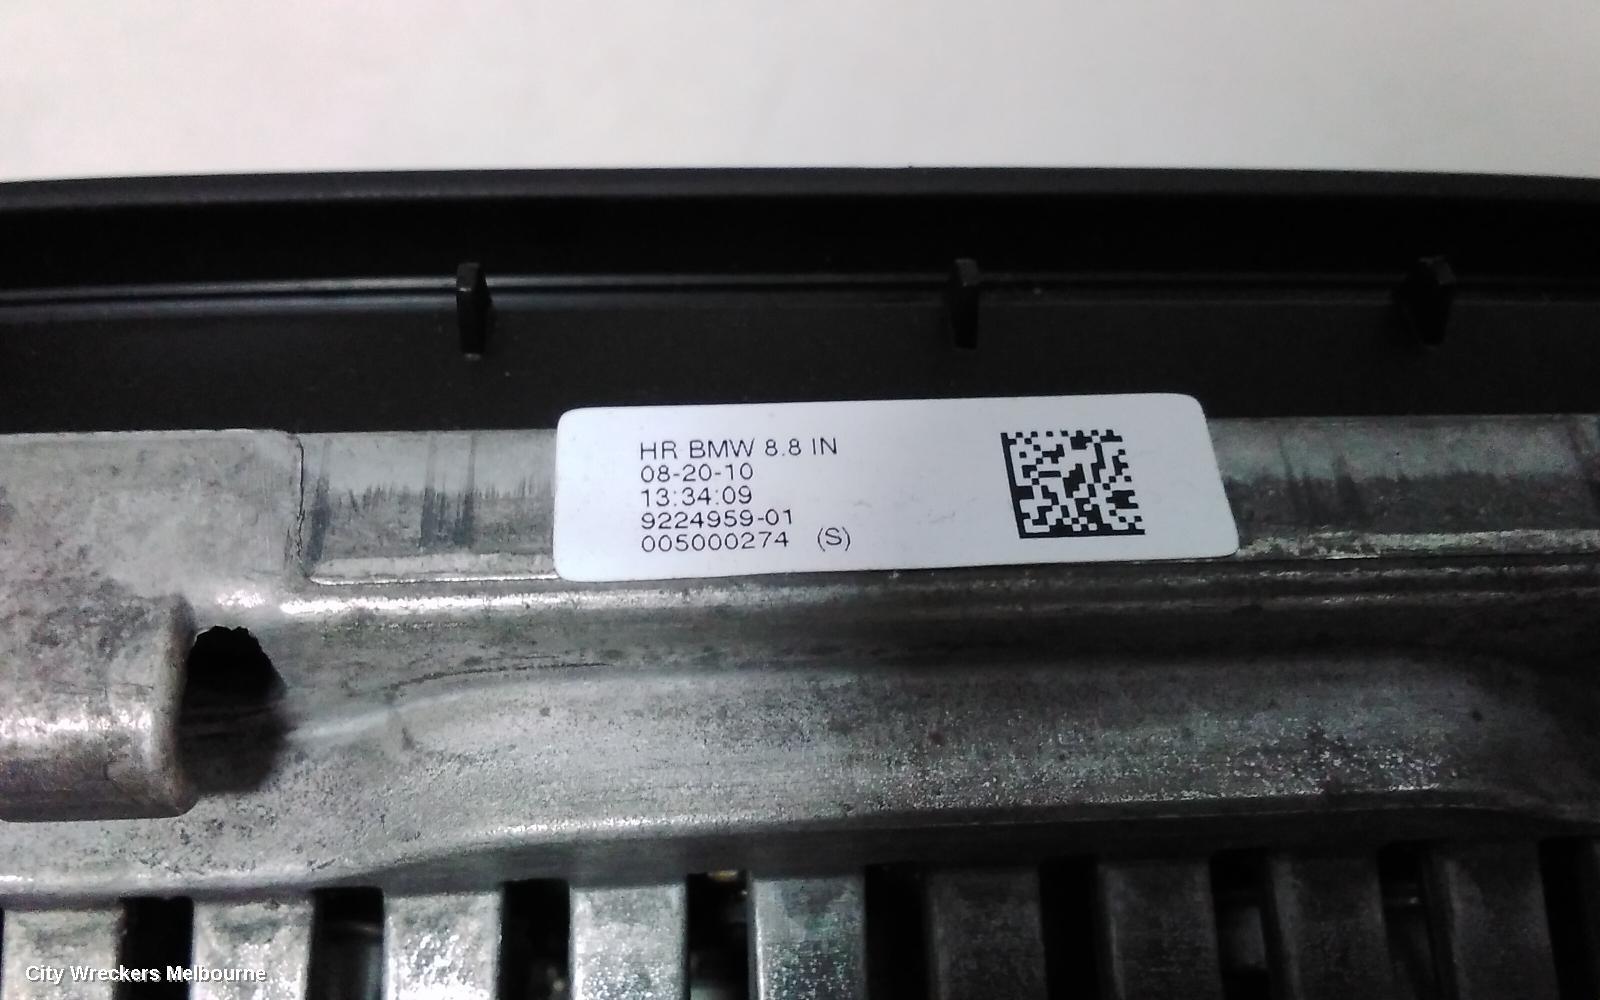 HR BMW 8.8 IN
08-20-10
13:34:09
9224959-01
005000274 (S)
City Wreckers Melbourne